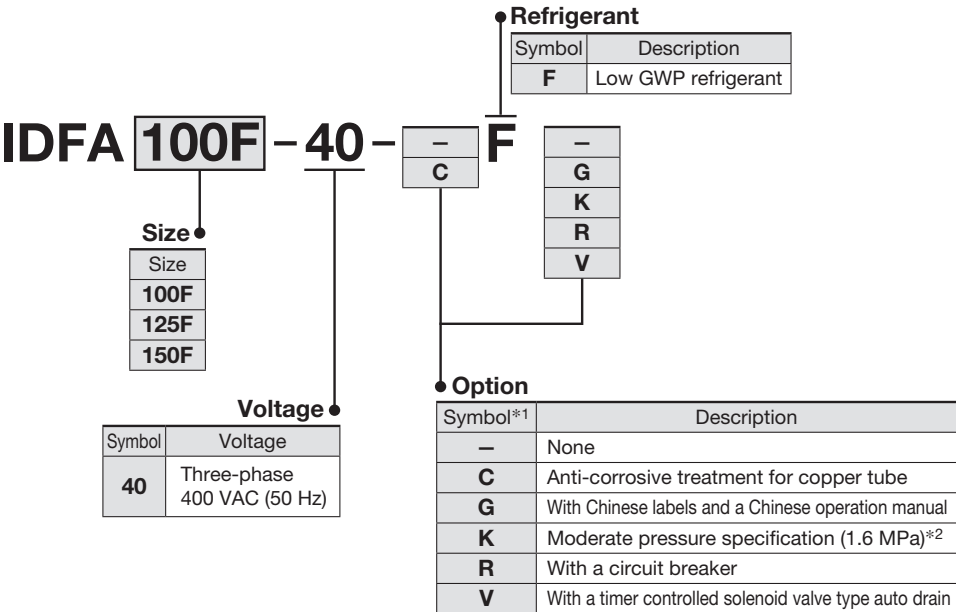 Refrigerant
Symbol Description
F Low GWP refrigerant
IDFA 100F – 40 – – F –
C G
K
R
V
Size
Size
100F
125F
150F
Voltage
Symbol Voltage
40 Three-phase
400 VAC (50 Hz)
Option
Symbol*1 Description
– None
C Anti-corrosive treatment for copper tube
G With Chinese labels and a Chinese operation manual
K Moderate pressure specification (1.6 MPa)*2
R With a circuit breaker
V With a timer controlled solenoid valve type auto drain